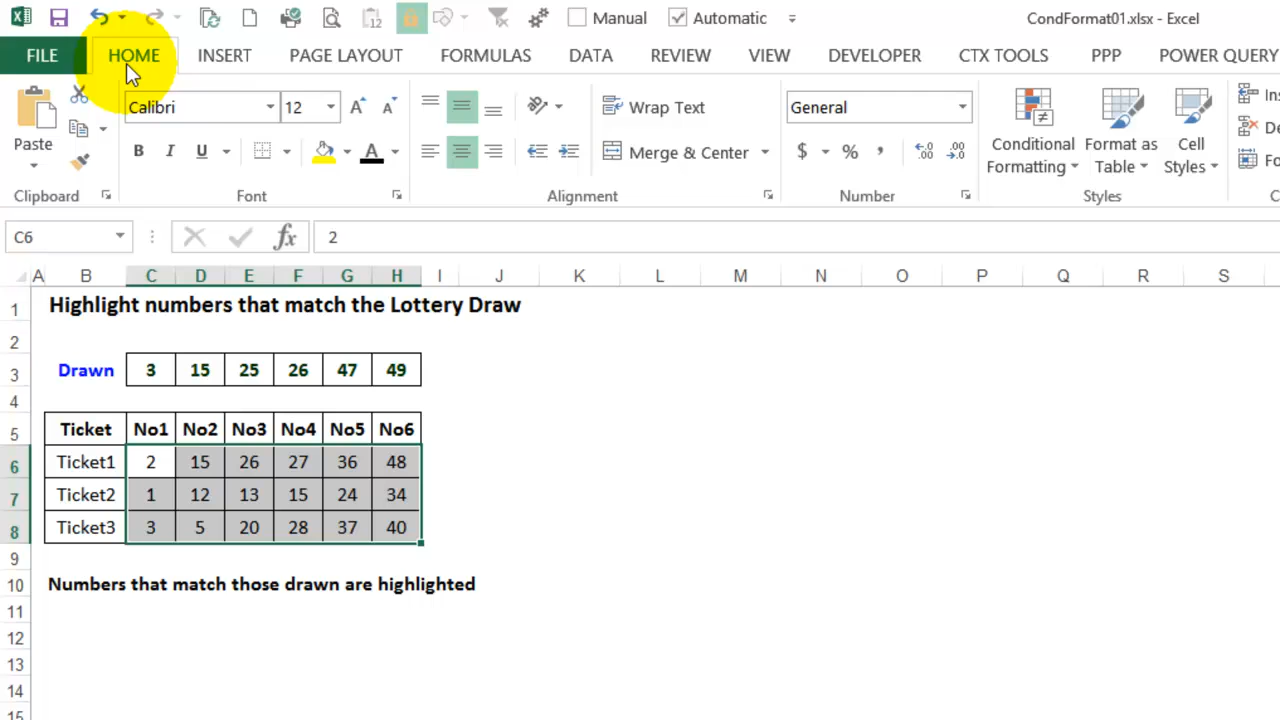 Manual Automatic CondFormat01.xlsx - Excel
FILE HOME INSERT PAGE LAYOUT FORMULAS DATA REVIEW VIEW DEVELOPER CTX TOOLS PPP POWER QUERY
Calibri 12 Wrap Text General
Paste B I U A Merge & Center $ % , Conditional Formatting Format as Table Cell Styles
Clipboard Font Alignment Number Styles
C6 fx 2
A B C D E F G H I J K L M N O P Q R S
1 Highlight numbers that match the Lottery Draw
2
3 Drawn 3 15 25 26 47 49
4
5 Ticket No1 No2 No3 No4 No5 No6
6 Ticket1 2 15 26 27 36 48
7 Ticket2 1 12 13 15 24 34
8 Ticket3 3 5 20 28 37 40
9
10 Numbers that match those drawn are highlighted
11
12
13
14
15